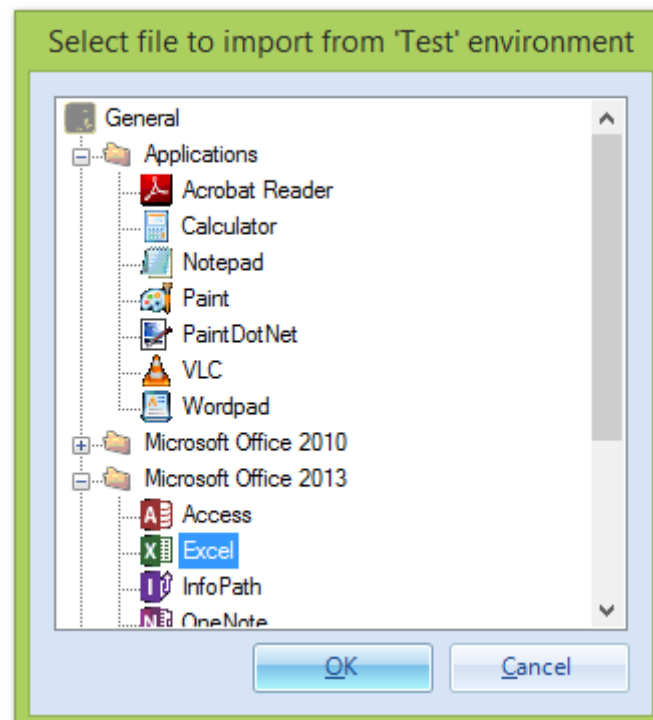 Select file to import from 'Test' environment
General
Applications
Acrobat Reader
Calculator
Notepad
Paint
PaintDotNet
VLC
Wordpad
Microsoft Office 2010
Microsoft Office 2013
Access
Excel
InfoPath
OneNote
OK
Cancel